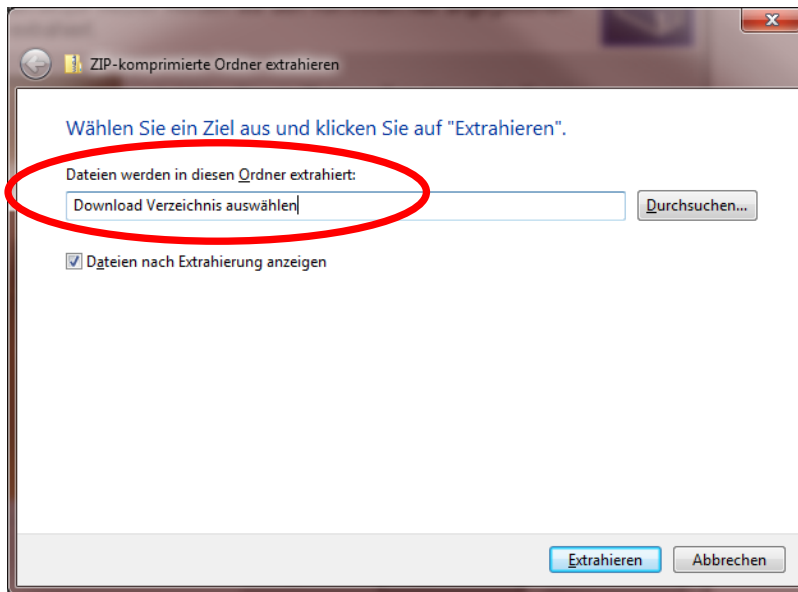 ZIP-komprimierte Ordner extrahieren
Wählen Sie ein Ziel aus und klicken Sie auf "Extrahieren".
Dateien werden in diesen Ordner extrahiert:
Download Verzeichnis auswählen
Durchsuchen...
Dateien nach Extrahierung anzeigen
Extrahieren
Abbrechen